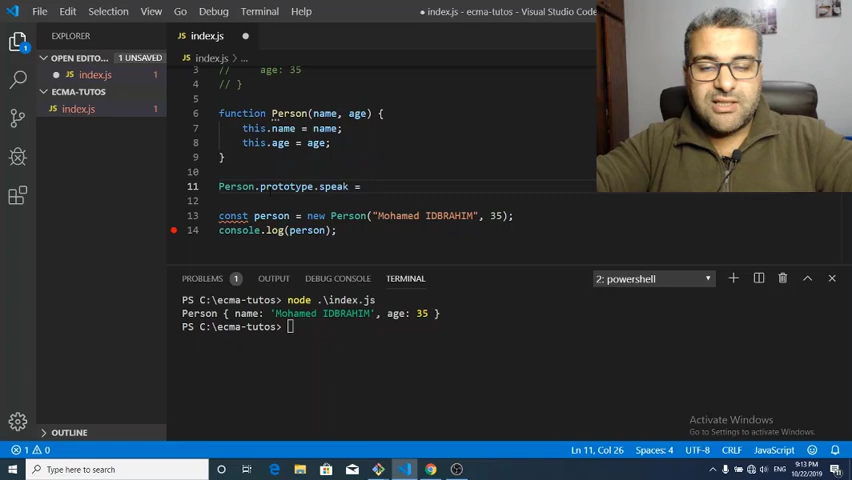 File Edit Selection View Go Debug Terminal
● index.js - ecma-tutos - Visual Studio Code
EXPLORER
OPEN EDITO... 1 UNSAVED
● JS index.js 1
ECMA-TUTOS
JS index.js 1
OUTLINE
JS index.js ●
JS index.js > ...
3 // age: 35
4 // }
5
6 function Person(name, age) {
7 this.name = name;
8 this.age = age;
9 }
10
11 Person.prototype.speak =
12
13 const person = new Person("Mohamed IDBRAHIM", 35);
14 console.log(person);
PROBLEMS 1 OUTPUT DEBUG CONSOLE TERMINAL 2: powershell
PS C:\ecma-tutos> node .\index.js
Person { name: 'Mohamed IDBRAHIM', age: 35 }
PS C:\ecma-tutos>
Activate Windows
Go to Settings to activate Windows.
1 0 Ln 11, Col 26 Spaces: 4 UTF-8 CRLF JavaScript
Type here to search
9:13 PM
10/22/2019